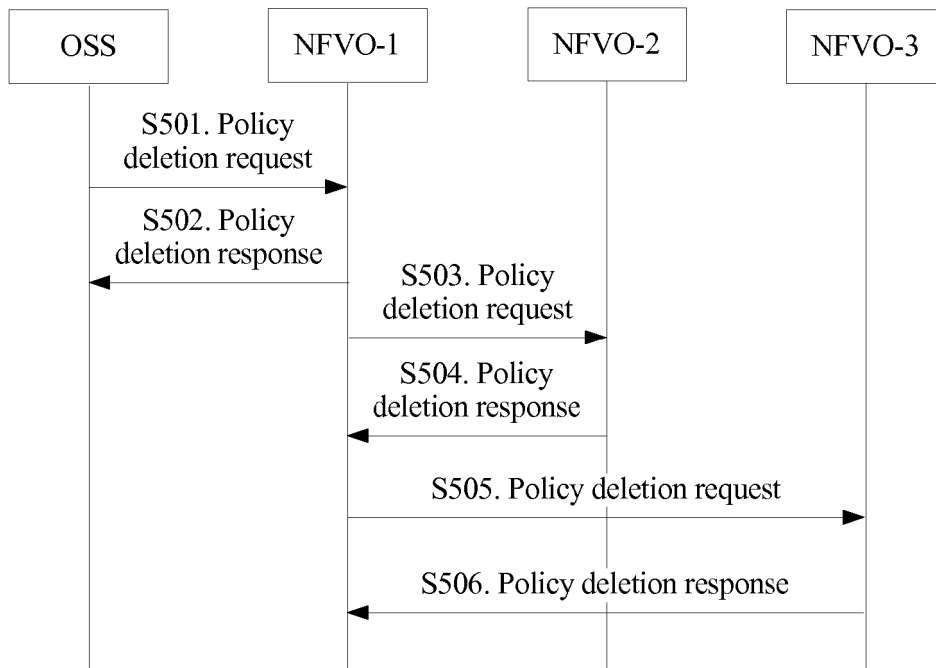 OSS
NFVO-1
NFVO-2
NFVO-3
S501. Policy
deletion request
S502. Policy
deletion response
S503. Policy
deletion request
S504. Policy
deletion response
S505. Policy deletion request
S506. Policy deletion response